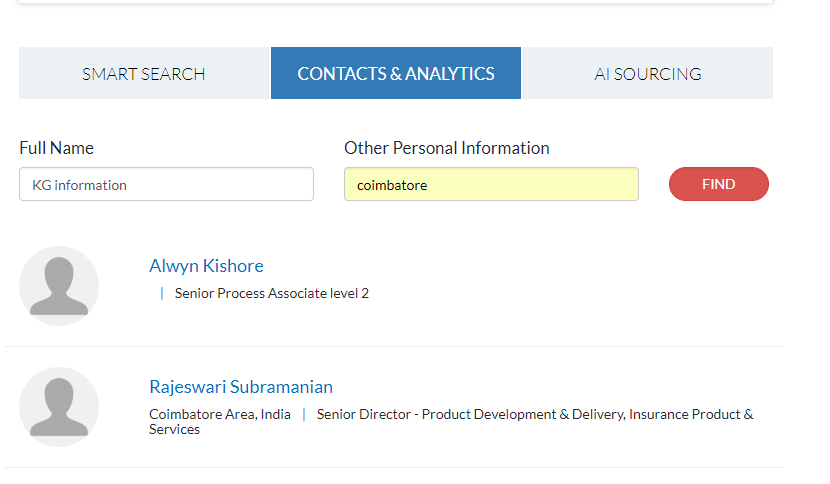 SMART SEARCH
CONTACTS & ANALYTICS
AI SOURCING
Full Name
Other Personal Information
KG information
coimbatore
FIND
Alwyn Kishore
| Senior Process Associate level 2
Rajeswari Subramanian
Coimbatore Area, India | Senior Director - Product Development & Delivery, Insurance Product &
Services